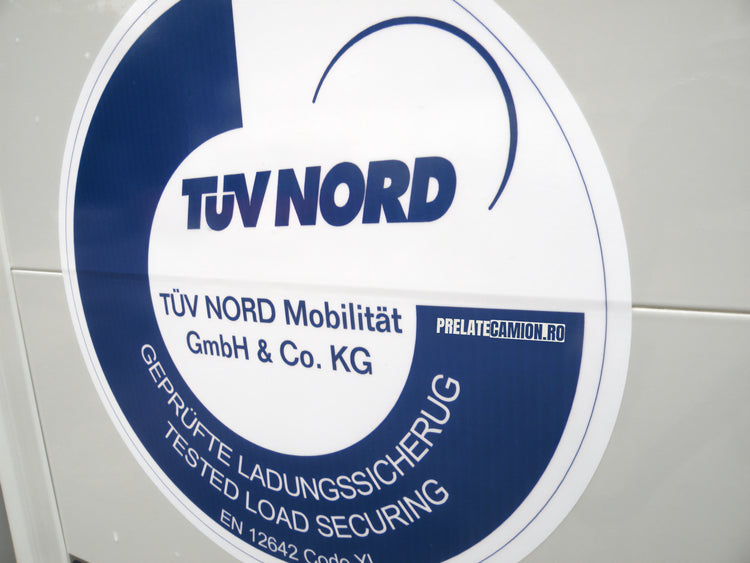 TÜV NORD
TÜV NORD Mobilität
GmbH & Co. KG
PRELATECAMION.RO
GEPRÜFTE LADUNGSSICHERUG
TESTED LOAD SECURING
EN 12642 Code XL